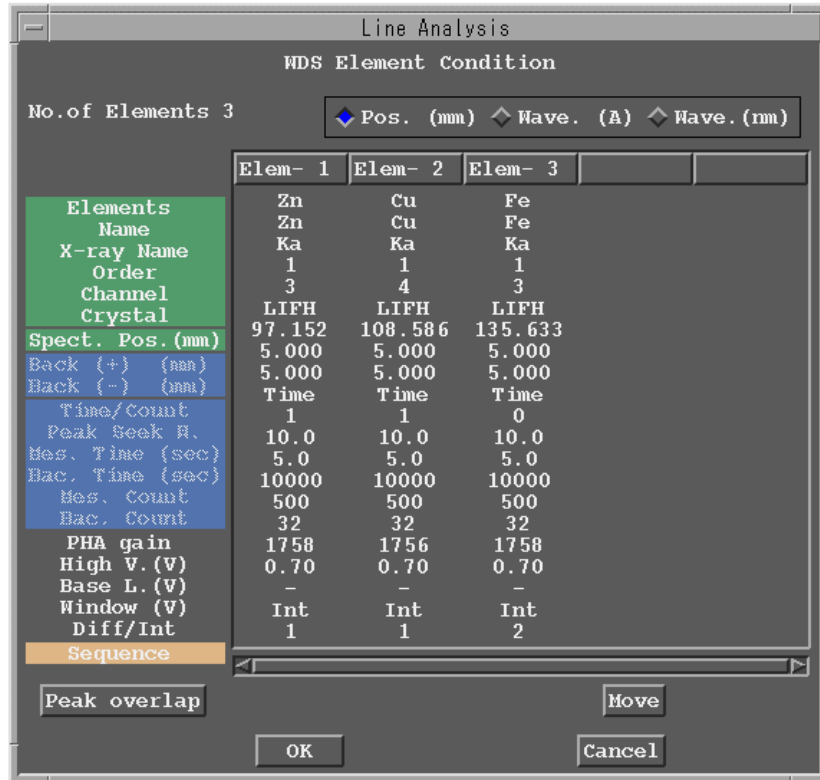 Line Analysis
WDS Element Condition
No.of Elements 3
Pos. (mm) Wave. (A) Wave.(nm)
Elem- 1 Elem- 2 Elem- 3
Elements Zn Cu Fe
Name Zn Cu Fe
X-ray Name Ka Ka Ka
Order 1 1 1
Channel 3 4 3
Crystal LIFH LIFH LIFH
Spect. Pos.(mm) 97.152 108.586 135.633
Back (+) (mm) 5.000 5.000 5.000
Back (-) (mm) 5.000 5.000 5.000
Time/Count Time Time Time
Peak Seek R. 1 1 0
Mes. Time (sec) 10.0 10.0 10.0
Bac. Time (sec) 5.0 5.0 5.0
Mes. Count 10000 10000 10000
Bac. Count 500 500 500
PHA gain 32 32 32
High V.(V) 1758 1756 1758
Base L.(V) 0.70 0.70 0.70
Window (V) - - -
Diff/Int Int Int Int
Sequence 1 1 2
Peak overlap Move
OK Cancel